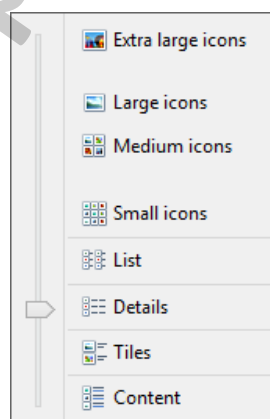 Extra large icons
Large icons
Medium icons
Small icons
List
Details
Tiles
Content